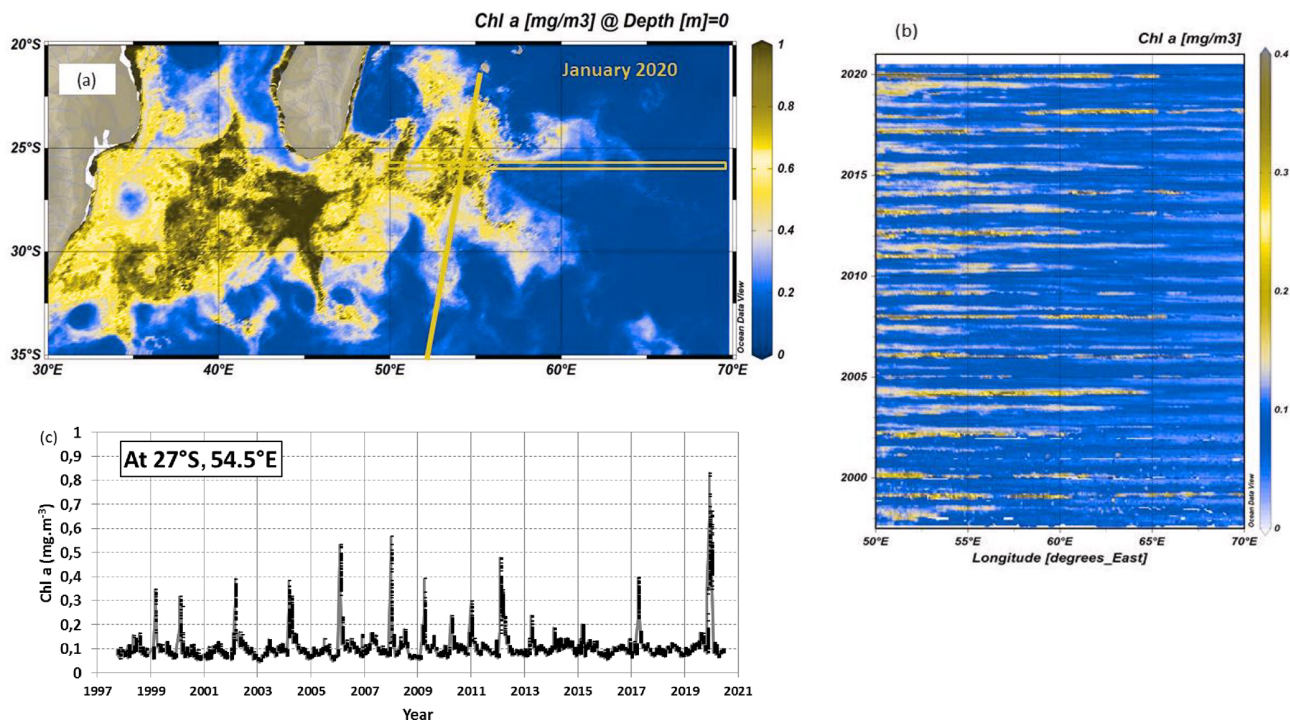 Chl a [mg/m3] @ Depth [m]=0
(a)
January 2020
20°S
25°S
30°S
35°S
30°E
40°E
50°E
60°E
70°E
1
0.8
0.6
0.4
0.2
0
Ocean Data View
(b)
Chl a [mg/m3]
2020
2015
2010
2005
2000
50°E
55°E
60°E
65°E
70°E
Longitude [degrees_East]
0.4
0.3
0.2
0.1
0
Ocean Data View
(c)
At 27°S, 54.5°E
Chl a (mg.m-3)
1
0,9
0,8
0,7
0,6
0,5
0,4
0,3
0,2
0,1
0
1997
1999
2001
2003
2005
2007
2009
2011
2013
2015
2017
2019
2021
Year